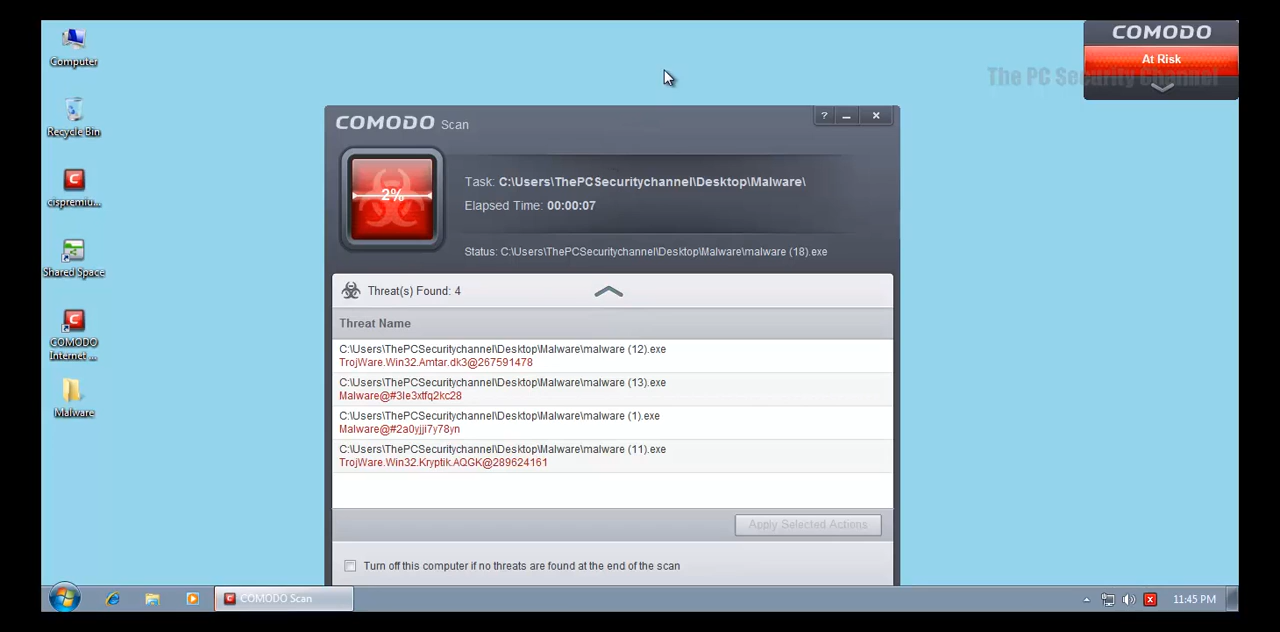 COMODO
At Risk
The PC Security Channel
Computer
Recycle Bin
cispremiu...
Shared Space
COMODO
Internet ...
Malware
COMODO Scan
?
2%
Task: C:\Users\ThePCSecuritychannel\Desktop\Malware\
Elapsed Time: 00:00:07
Status: C:\Users\ThePCSecuritychannel\Desktop\Malware\malware (18).exe
Threat(s) Found: 4
Threat Name
C:\Users\ThePCSecuritychannel\Desktop\Malware\malware (12).exe
TrojWare.Win32.Amtar.dk3@267591478
C:\Users\ThePCSecuritychannel\Desktop\Malware\malware (13).exe
Malware@#3le3xtfq2kc28
C:\Users\ThePCSecuritychannel\Desktop\Malware\malware (1).exe
Malware@#2a0yjji7y78yn
C:\Users\ThePCSecuritychannel\Desktop\Malware\malware (11).exe
TrojWare.Win32.Kryptik.AQGK@289624161
Apply Selected Actions
Turn off this computer if no threats are found at the end of the scan
COMODO Scan
11:45 PM